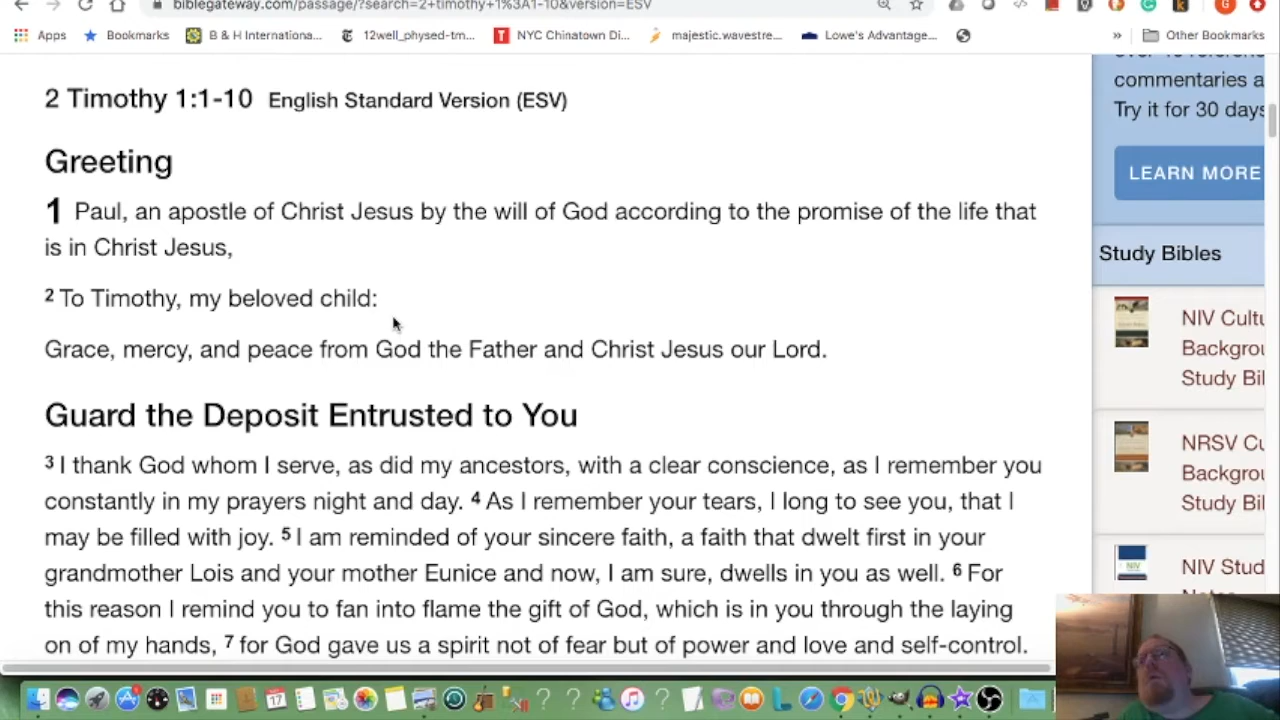 biblegateway.com/passage/?search=2+timothy+1%3A1-10&version=ESV
Apps
Bookmarks
B & H Internationa...
12well_physed-tm...
NYC Chinatown Di...
majestic.wavestre...
Lowe's Advantage...
»
Other Bookmarks
2 Timothy 1:1-10 English Standard Version (ESV)
Greeting
1 Paul, an apostle of Christ Jesus by the will of God according to the promise of the life that
is in Christ Jesus,
2 To Timothy, my beloved child:
Grace, mercy, and peace from God the Father and Christ Jesus our Lord.
Guard the Deposit Entrusted to You
3 I thank God whom I serve, as did my ancestors, with a clear conscience, as I remember you
constantly in my prayers night and day. 4 As I remember your tears, I long to see you, that I
may be filled with joy. 5 I am reminded of your sincere faith, a faith that dwelt first in your
grandmother Lois and your mother Eunice and now, I am sure, dwells in you as well. 6 For
this reason I remind you to fan into flame the gift of God, which is in you through the laying
on of my hands, 7 for God gave us a spirit not of fear but of power and love and self-control.
commentaries a
Try it for 30 days
LEARN MORE
Study Bibles
NIV Cultu
Backgrou
Study Bil
NRSV Cu
Backgrou
Study Bil
NIV Stud
17